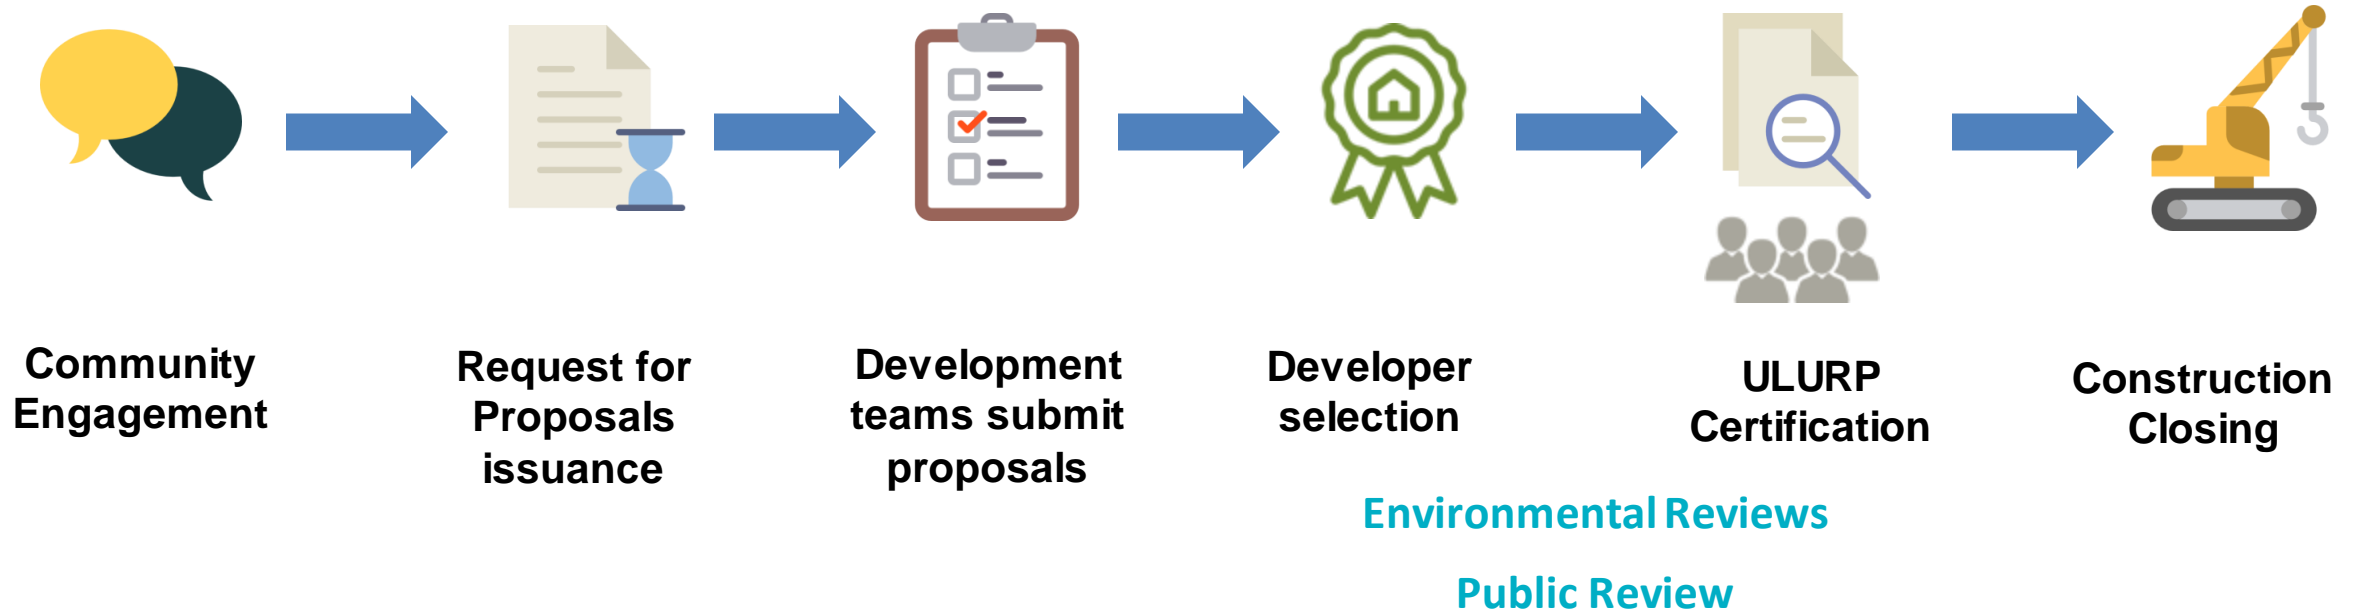 Community
Engagement
Request for
Proposals
issuance
Development
teams submit
proposals
Developer
selection
ULURP
Certification
Construction
Closing
Environmental Reviews
Public Review